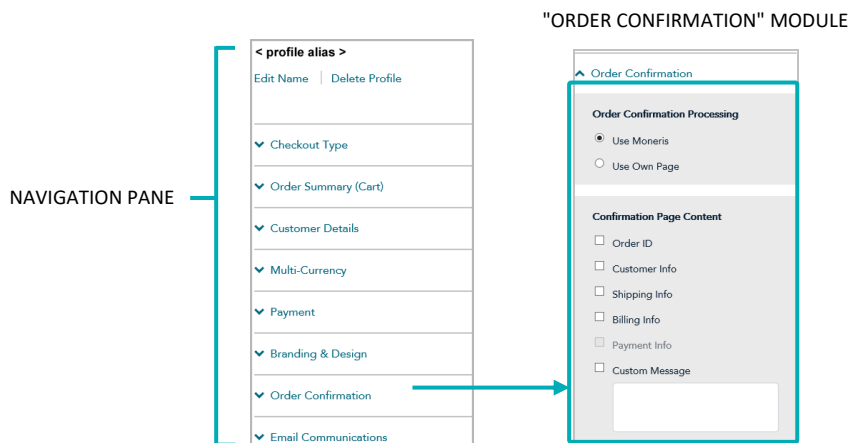 "ORDER CONFIRMATION" MODULE
NAVIGATION PANE
< profile alias >
Edit Name | Delete Profile
Checkout Type
Order Summary (Cart)
Customer Details
Multi-Currency
Payment
Branding & Design
Order Confirmation
Email Communications
Order Confirmation
Order Confirmation Processing
Use Moneris
Use Own Page
Confirmation Page Content
Order ID
Customer Info
Shipping Info
Billing Info
Payment Info
Custom Message